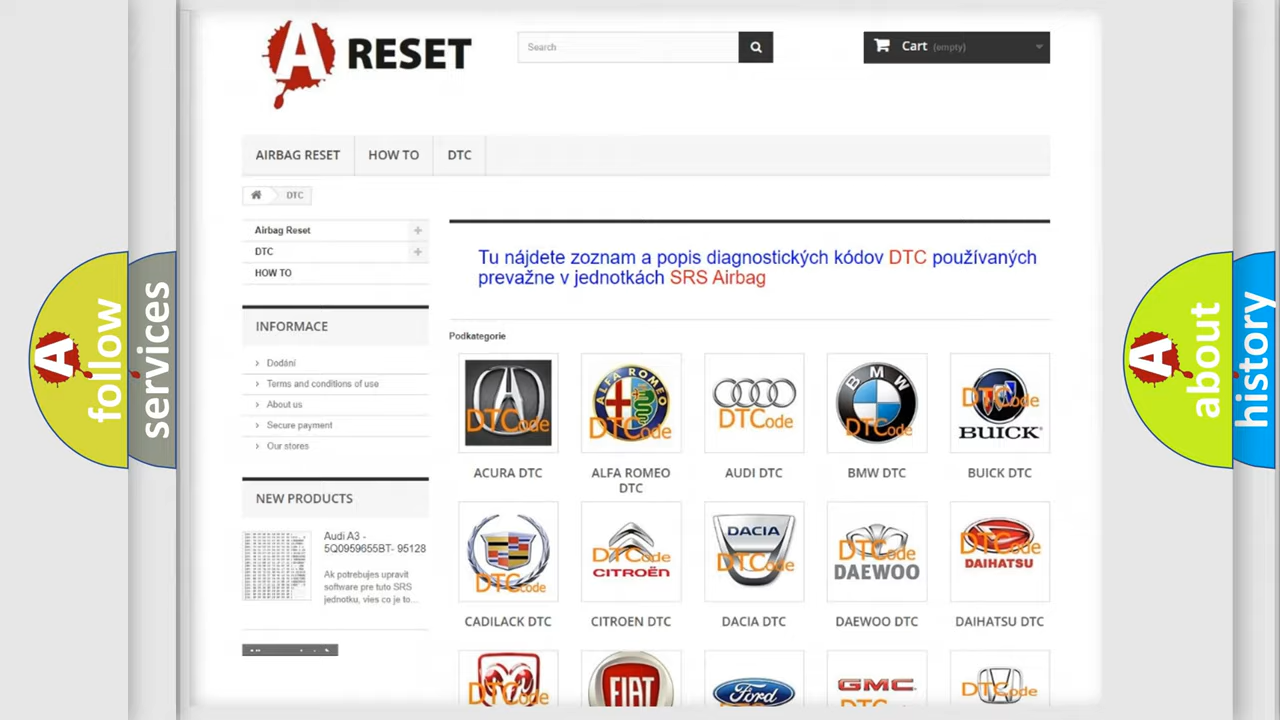 A RESET
Search
Cart (empty)
AIRBAG RESET
HOW TO
DTC
DTC
Airbag Reset
DTC
HOW TO
INFORMACE
Dodání
Terms and conditions of use
About us
Secure payment
Our stores
NEW PRODUCTS
Audi A3 -
5Q0959655BT- 95128
Ak potrebujes upravit
software pre tuto SRS
jednotku, vies co je to...
Tu nájdete zoznam a popis diagnostických kódov DTC používaných
prevažne v jednotkách SRS Airbag
Podkategorie
DTCode
ALFA ROMEO
DTCode
DTCode
BMW
DTCode
DTCode
BUICK
ACURA DTC
ALFA ROMEO
DTC
AUDI DTC
BMW DTC
BUICK DTC
DTCode
DTCode
CITROËN
DACIA
DTCode
DTCode
DAEWOO
DTCode
DAIHATSU
CADILACK DTC
CITROEN DTC
DACIA DTC
DAEWOO DTC
DAIHATSU DTC
DTCode
FIAT
Ford
GMC
DTCode
A follow
services
A about
history